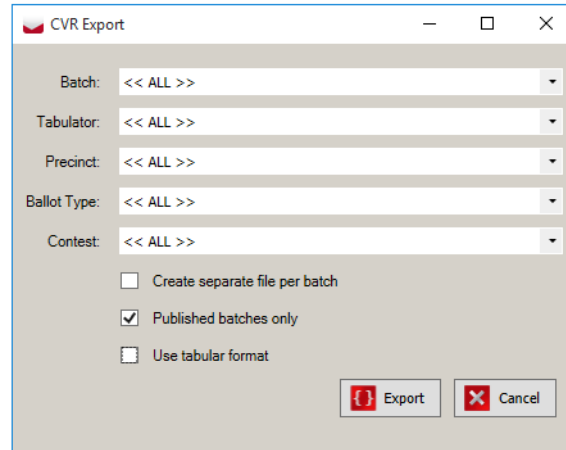 CVR Export
Batch: << ALL >>
Tabulator: << ALL >>
Precinct: << ALL >>
Ballot Type: << ALL >>
Contest: << ALL >>
Create separate file per batch
Published batches only
Use tabular format
{} Export Cancel